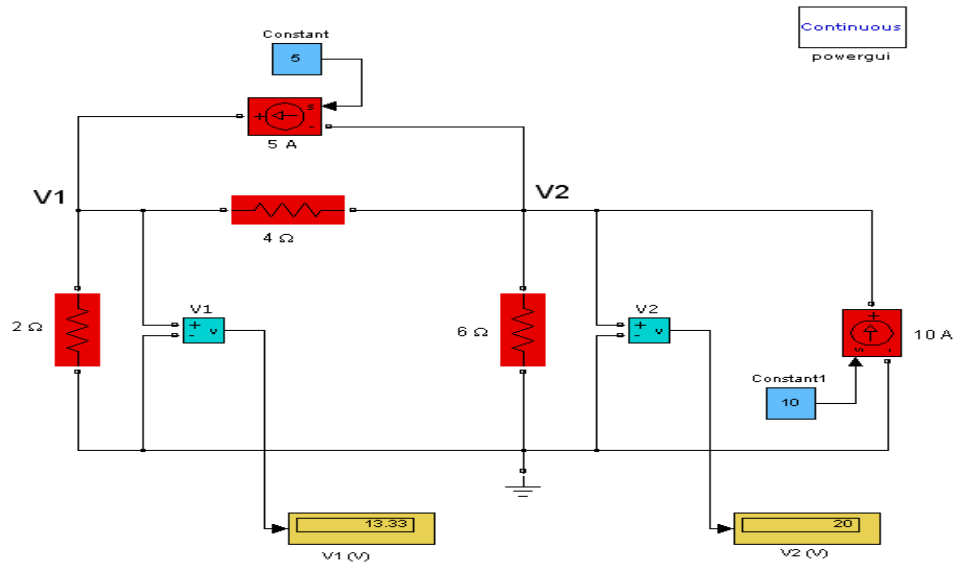 Continuous
powergui
Constant
5
+
s
-
5 A
V1
V2
4 Ω
2 Ω
V1
+
-
v
6 Ω
V2
+
-
v
+
s
-
10 A
Constant1
10
13.33
V1 (V)
20
V2 (V)